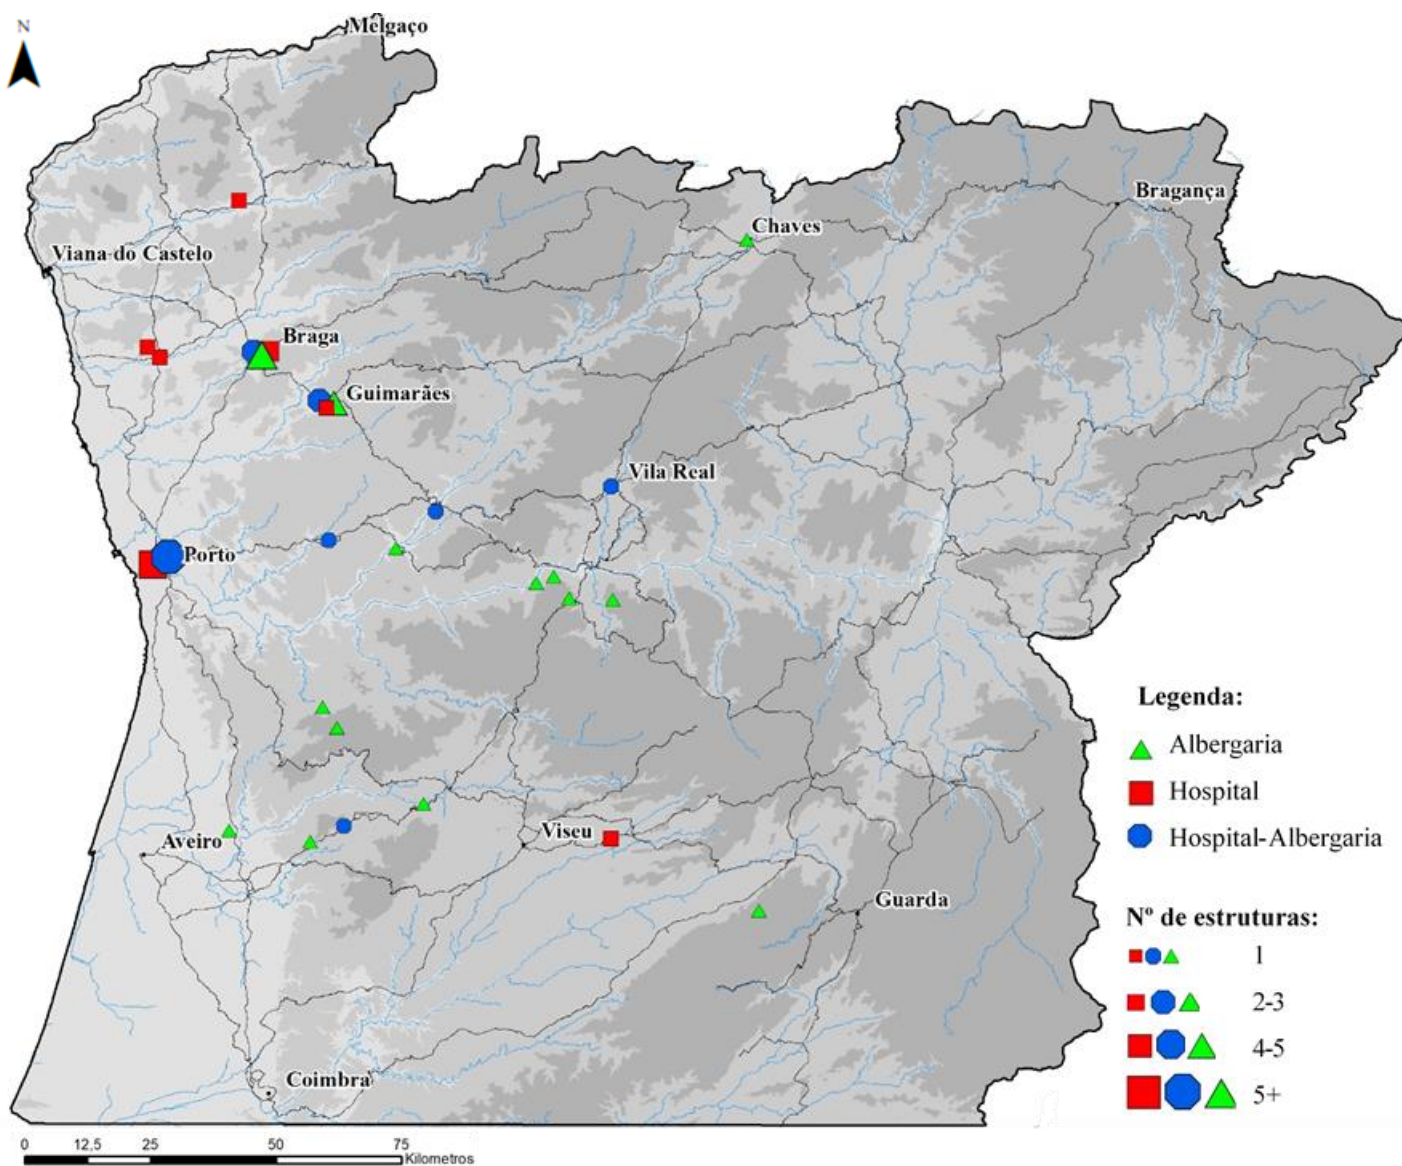 N
Melgaço
Bragança
Chaves
Viana do Castelo
Braga
Guimarães
Vila Real
Porto
Legenda:
Albergaria
Hospital
Hospital-Albergaria
Viseu
Aveiro
Guarda
Nº de estruturas:
1
2-3
4-5
5+
Coimbra
0 12,5 25 50 75
Kilometros